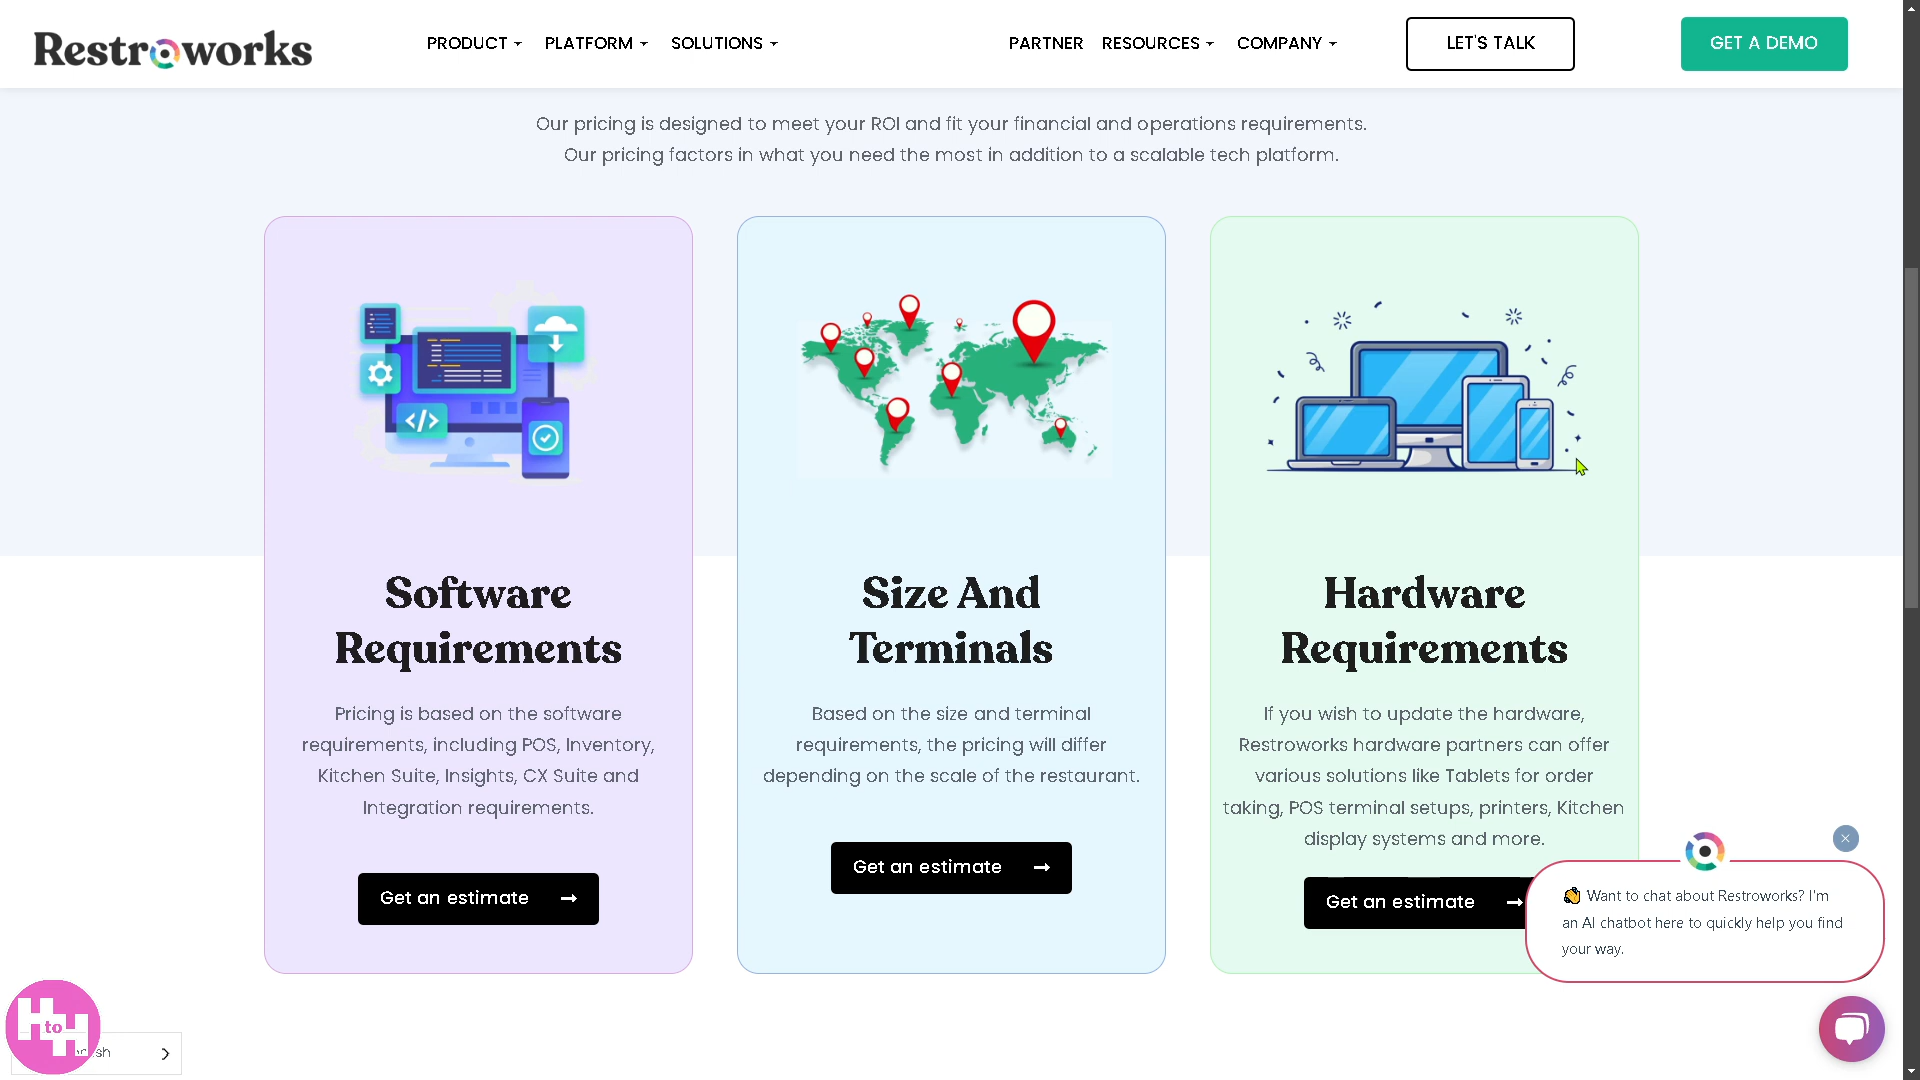 Restroworks
PRODUCT
PLATFORM
SOLUTIONS
PARTNER
RESOURCES
COMPANY
LET'S TALK
GET A DEMO
Our pricing is designed to meet your ROI and fit your financial and operations requirements.
Our pricing factors in what you need the most in addition to a scalable tech platform.
Software
Requirements
Pricing is based on the software
requirements, including POS, Inventory,
Kitchen Suite, Insights, CX Suite and
Integration requirements.
Get an estimate
Size And
Terminals
Based on the size and terminal
requirements, the pricing will differ
depending on the scale of the restaurant.
Get an estimate
Hardware
Requirements
If you wish to update the hardware,
Restroworks hardware partners can offer
various solutions like Tablets for order
taking, POS terminal setups, printers, Kitchen
display systems and more.
Get an estimate
👋 Want to chat about Restroworks? I'm
an AI chatbot here to quickly help you find
your way.
H to H